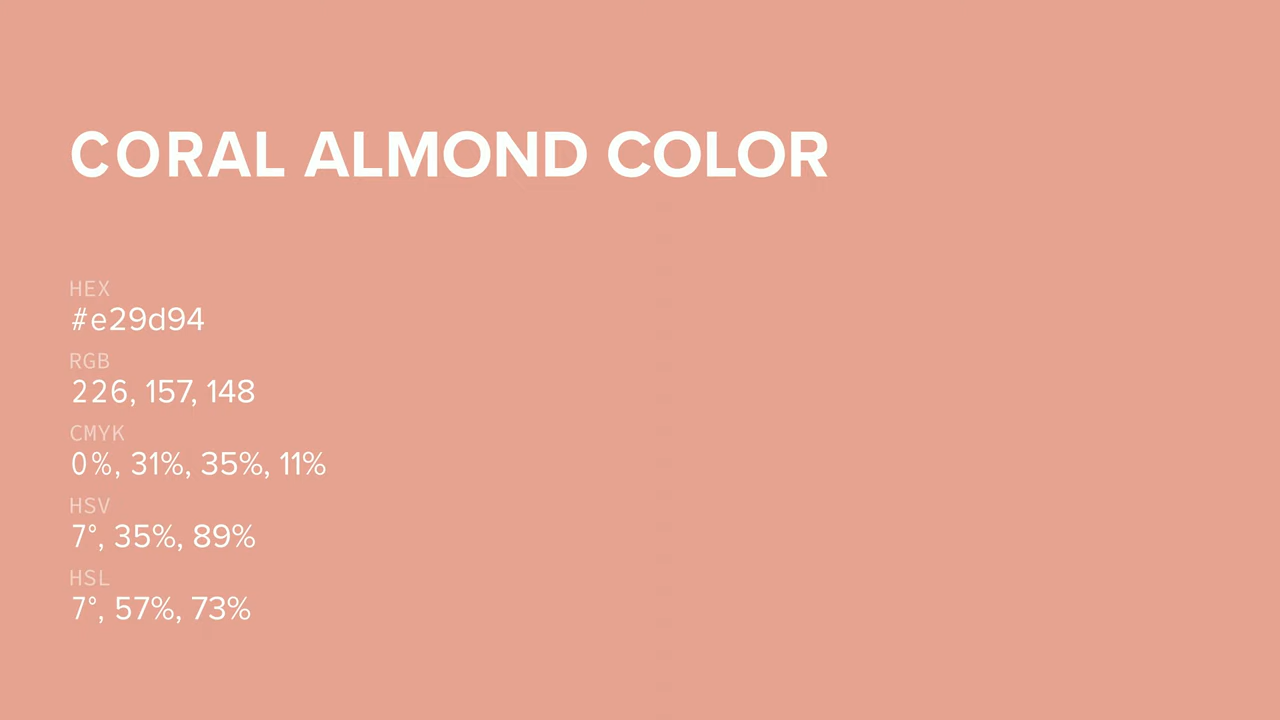 CORAL ALMOND COLOR
HEX
#e29d94
RGB
226, 157, 148
CMYK
0%, 31%, 35%, 11%
HSV
7°, 35%, 89%
HSL
7°, 57%, 73%